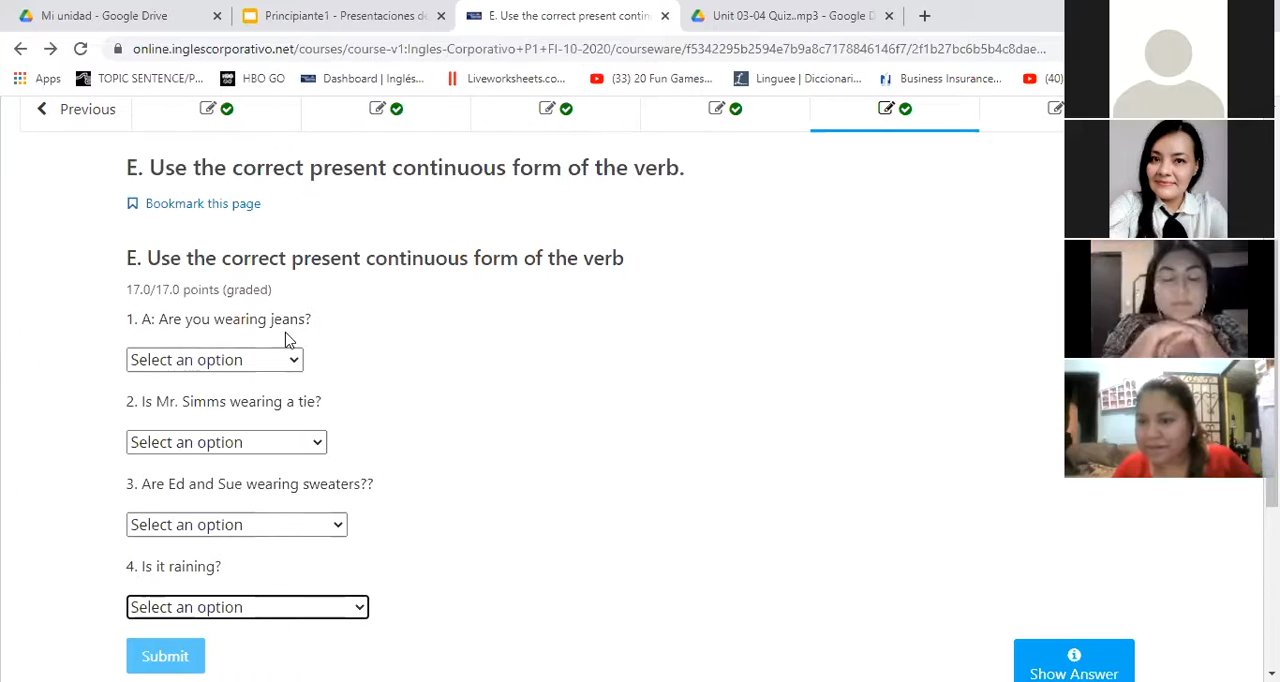 Mi unidad - Google Drive
Principiante1 - Presentaciones de
E. Use the correct present contin
Unit 03-04 Quiz..mp3 - Google D
online.inglescorporativo.net/courses/course-v1:Ingles-Corporativo+P1+FI-10-2020/courseware/f5342295b2594e7b9a8c7178846146f7/2f1b27bc6b5b4c8dae...
Apps
TOPIC SENTENCE/P...
HBO GO
Dashboard | Inglés...
Liveworksheets.co...
(33) 20 Fun Games...
Linguee | Diccionari...
Business Insurance...
(40)
Previous
E. Use the correct present continuous form of the verb.
Bookmark this page
E. Use the correct present continuous form of the verb
17.0/17.0 points (graded)
1. A: Are you wearing jeans?
Select an option
2. Is Mr. Simms wearing a tie?
Select an option
3. Are Ed and Sue wearing sweaters??
Select an option
4. Is it raining?
Select an option
Submit
Show Answer